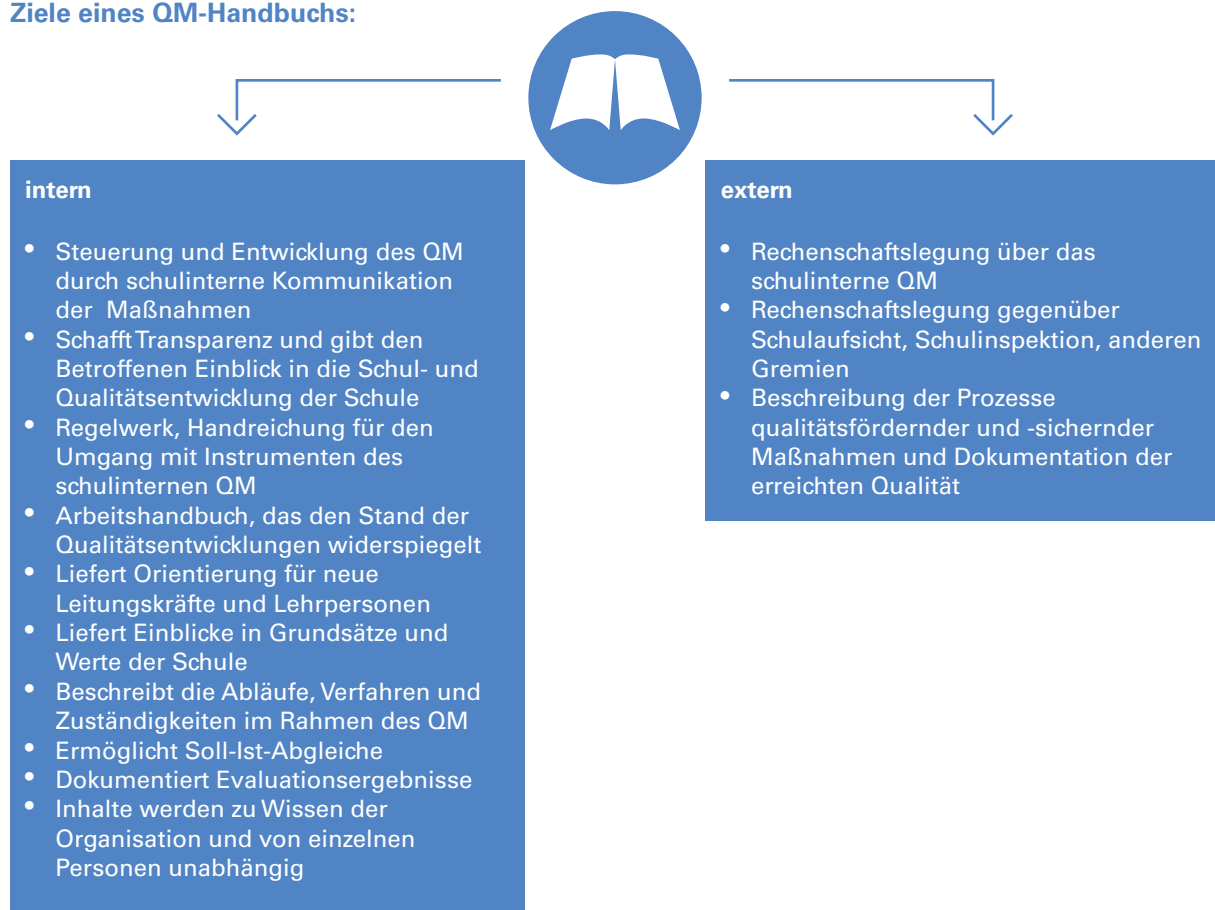 Ziele eines QM-Handbuchs:
intern
• Steuerung und Entwicklung des QM
durch schulinterne Kommunikation
der Maßnahmen
• Schafft Transparenz und gibt den
Betroffenen Einblick in die Schul- und
Qualitätsentwicklung der Schule
• Regelwerk, Handreichung für den
Umgang mit Instrumenten des
schulinternen QM
• Arbeitshandbuch, das den Stand der
Qualitätsentwicklungen widerspiegelt
• Liefert Orientierung für neue
Leitungskräfte und Lehrpersonen
• Liefert Einblicke in Grundsätze und
Werte der Schule
• Beschreibt die Abläufe, Verfahren und
Zuständigkeiten im Rahmen des QM
• Ermöglicht Soll-Ist-Abgleiche
• Dokumentiert Evaluationsergebnisse
• Inhalte werden zu Wissen der
Organisation und von einzelnen
Personen unabhängig
extern
• Rechenschaftslegung über das
schulinterne QM
• Rechenschaftslegung gegenüber
Schulaufsicht, Schulinspektion, anderen
Gremien
• Beschreibung der Prozesse
qualitätsfördernder und -sichernder
Maßnahmen und Dokumentation der
erreichten Qualität